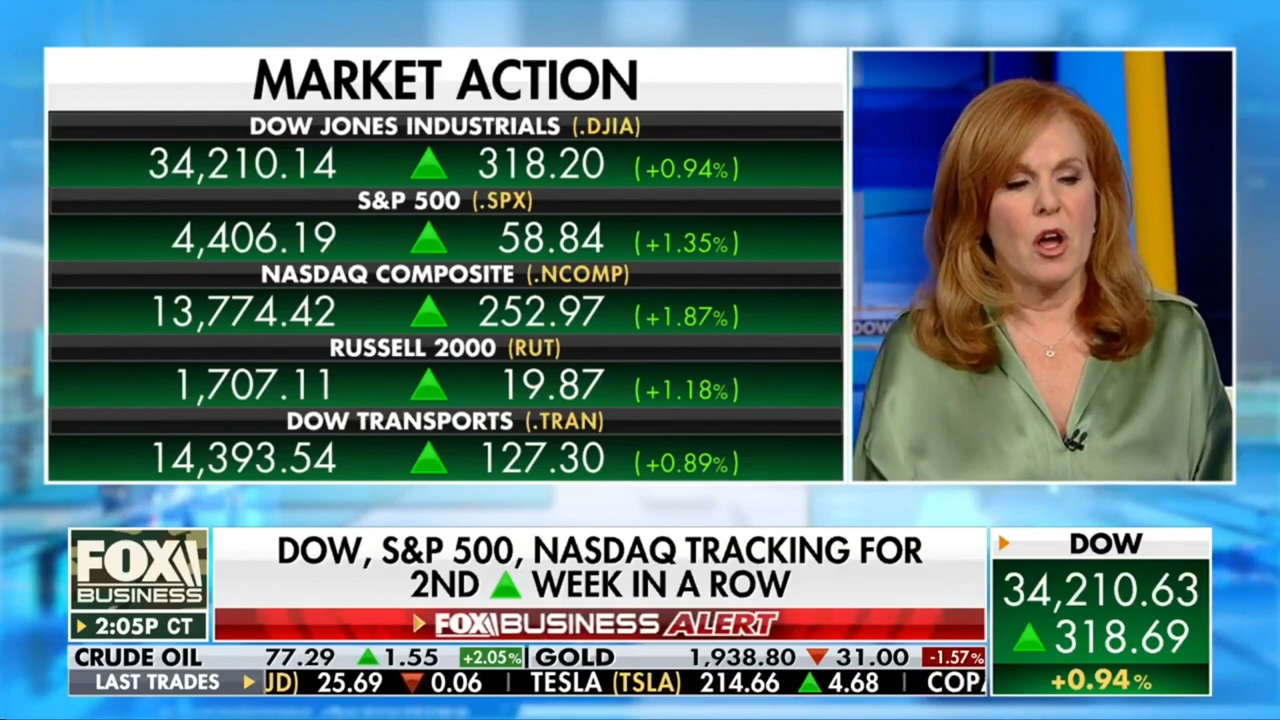 MARKET ACTION
DOW JONES INDUSTRIALS (.DJIA)
34,210.14 ▲ 318.20 (+0.94%)
S&P 500 (.SPX)
4,406.19 ▲ 58.84 (+1.35%)
NASDAQ COMPOSITE (.NCOMP)
13,774.42 ▲ 252.97 (+1.87%)
RUSSELL 2000 (RUT)
1,707.11 ▲ 19.87 (+1.18%)
DOW TRANSPORTS (.TRAN)
14,393.54 ▲ 127.30 (+0.89%)
DOW
FOX
BUSINESS
2:05P CT
DOW, S&P 500, NASDAQ TRACKING FOR
2ND ▲ WEEK IN A ROW
FOX BUSINESS ALERT
DOW
34,210.63
▲ 318.69
+0.94%
CRUDE OIL 77.29 ▲ 1.55 +2.05% GOLD 1,938.80 ▼ 31.00 -1.57%
LAST TRADES JD) 25.69 ▼ 0.06 | TESLA (TSLA) 214.66 ▲ 4.68 | COPA